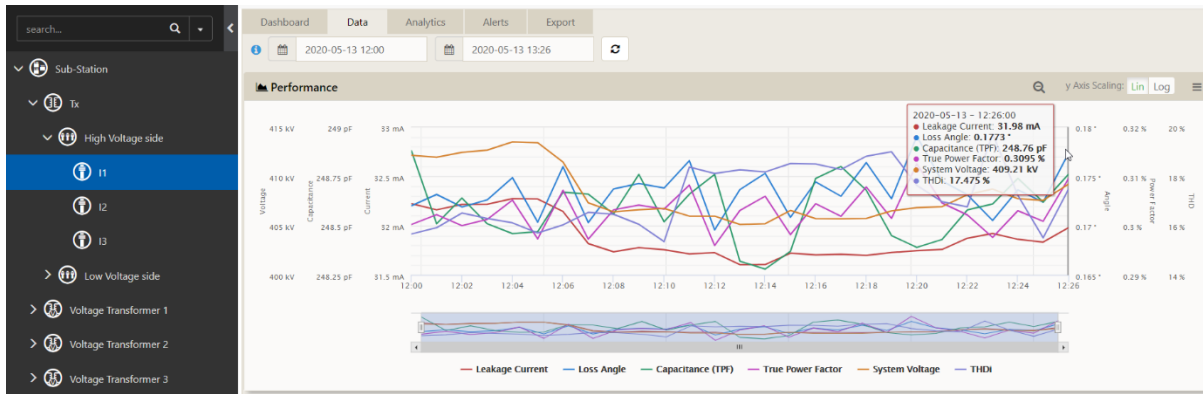 search...
Sub-Station
Tx
High Voltage side
I1
I2
I3
Low Voltage side
Voltage Transformer 1
Voltage Transformer 2
Voltage Transformer 3
Dashboard Data Analytics Alerts Export
2020-05-13 12:00 2020-05-13 13:26
Performance
y Axis Scaling: Lin Log
2020-05-13 - 12:26:00
Leakage Current: 31.98 mA
Loss Angle: 0.1773 °
Capacitance (TPF): 248.76 pF
True Power Factor: 0.3095 %
System Voltage: 409.21 kV
THDi: 17.475 %
415 kV 249 pF 33 mA 0.18 ° 0.32 % 20 %
410 kV 248.75 pF 32.5 mA 0.175 ° 0.31 % 18 %
405 kV 248.5 pF 32 mA 0.17 ° 0.3 % 16 %
400 kV 248.25 pF 31.5 mA 0.165 ° 0.29 % 14 %
Voltage
Capacitance
Current
Angle
Power Factor
THD
12:00 12:02 12:04 12:06 12:08 12:10 12:12 12:14 12:16 12:18 12:20 12:22 12:24 12:26
Leakage Current Loss Angle Capacitance (TPF) True Power Factor System Voltage THDi